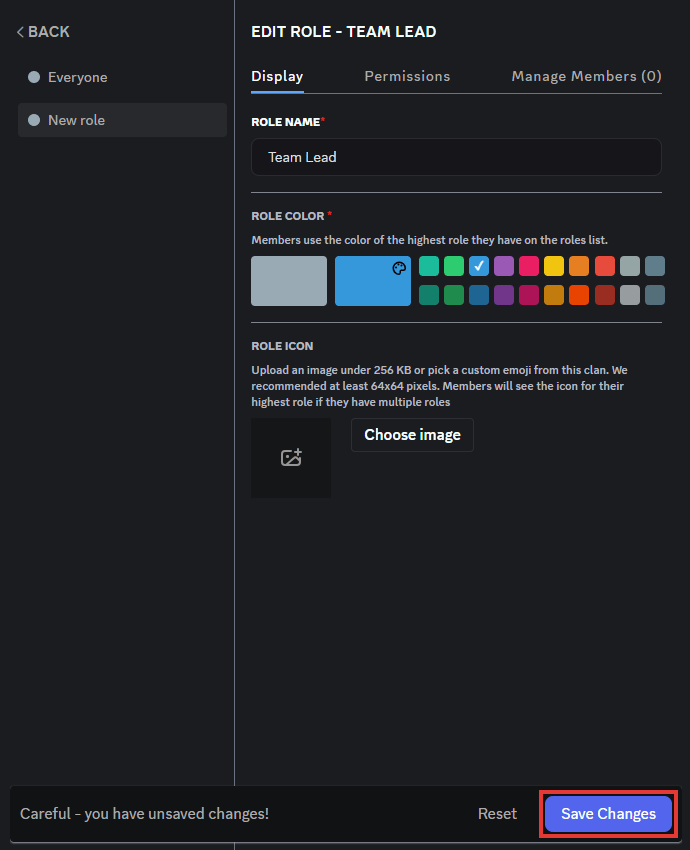 BACK
Everyone
New role
EDIT ROLE - TEAM LEAD
Display Permissions Manage Members (0)
ROLE NAME*
Team Lead
ROLE COLOR *
Members use the color of the highest role they have on the roles list.
ROLE ICON
Upload an image under 256 KB or pick a custom emoji from this clan. We
recommended at least 64x64 pixels. Members will see the icon for their
highest role if they have multiple roles
Choose image
Careful - you have unsaved changes! Reset Save Changes